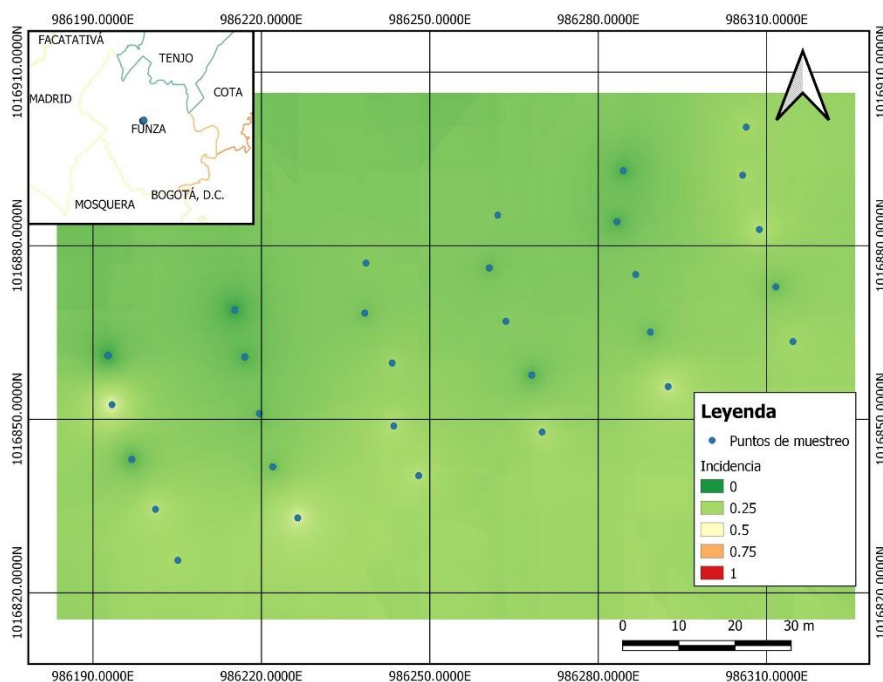 986190.0000E 986220.0000E 986250.0000E 986280.0000E 986310.0000E
FACATATIVÁ
TENJO
MADRID
COTA
FUNZA
BOGOTÁ, D.C.
MOSQUERA
1016910.0000N 1016910.0000N
1016880.0000N 1016880.0000N
1016850.0000N 1016850.0000N
1016820.0000N 1016820.0000N
Leyenda
Puntos de muestreo
Incidencia
0
0.25
0.5
0.75
1
0 10 20 30 m
986190.0000E 986220.0000E 986250.0000E 986280.0000E 986310.0000E